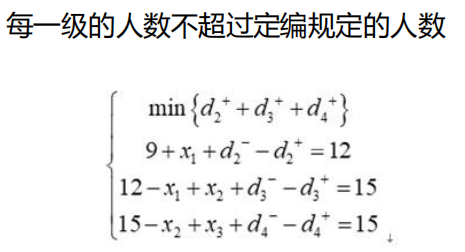 每一级的人数不超过定编规定的人数
min{d₂⁺+d₃⁺+d₄⁺}
9+x₁+d₂⁻−d₂⁺=12
12−x₁+x₂+d₃⁻−d₃⁺=15
15−x₂+x₃+d₄⁻−d₄⁺=15